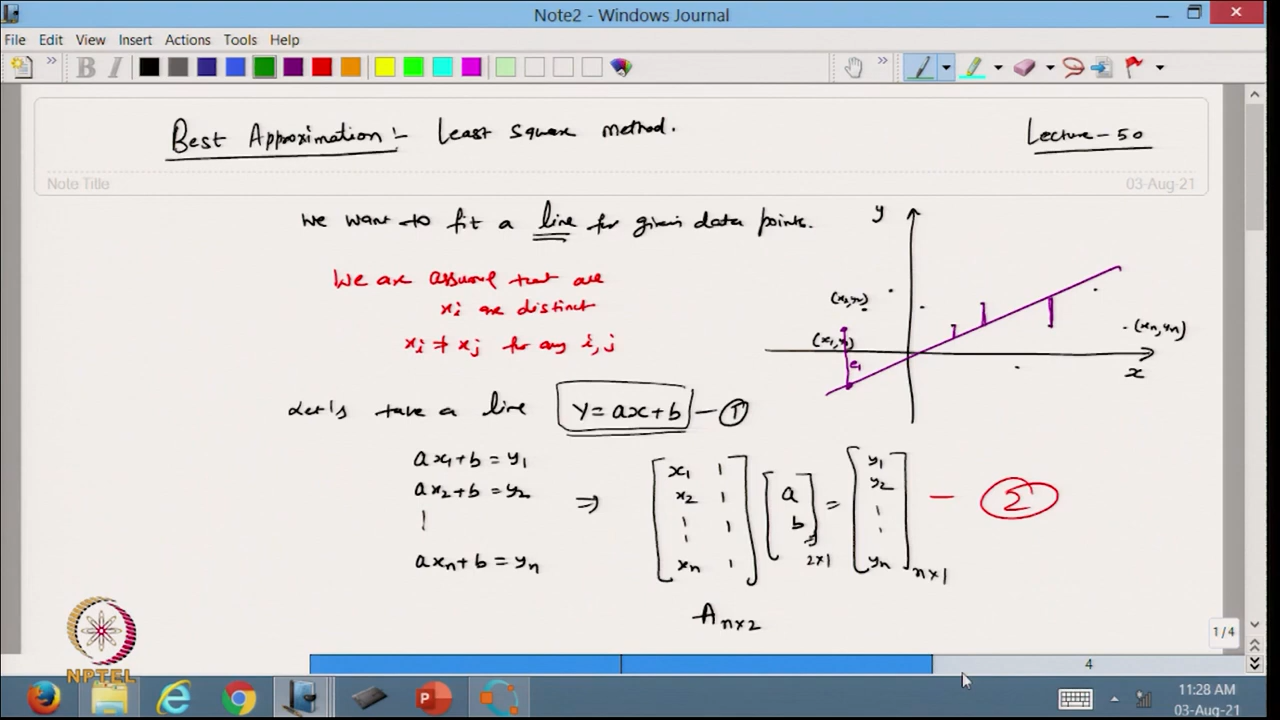 Note2 - Windows Journal
File Edit View Insert Actions Tools Help
Best Approximation :- Least square method.
Lecture - 50
Note Title
03-Aug-21
We want to fit a line for given data points.
We are assume that are
xi are distinct
xi ≠ xj for any i, j
y
(x2,y2)
(x1,y1)
e1
(xn,yn)
x
Let's take a line y = ax+b — 1
ax1+b = y1
ax2+b = y2
axn+b = yn
⇒ [x1 1 x2 1 xn 1] [a b] 2×1 = [y1 y2 yn] n×1 — 2
A n×2
1/4
NPTEL
4
11:28 AM
03-Aug-21